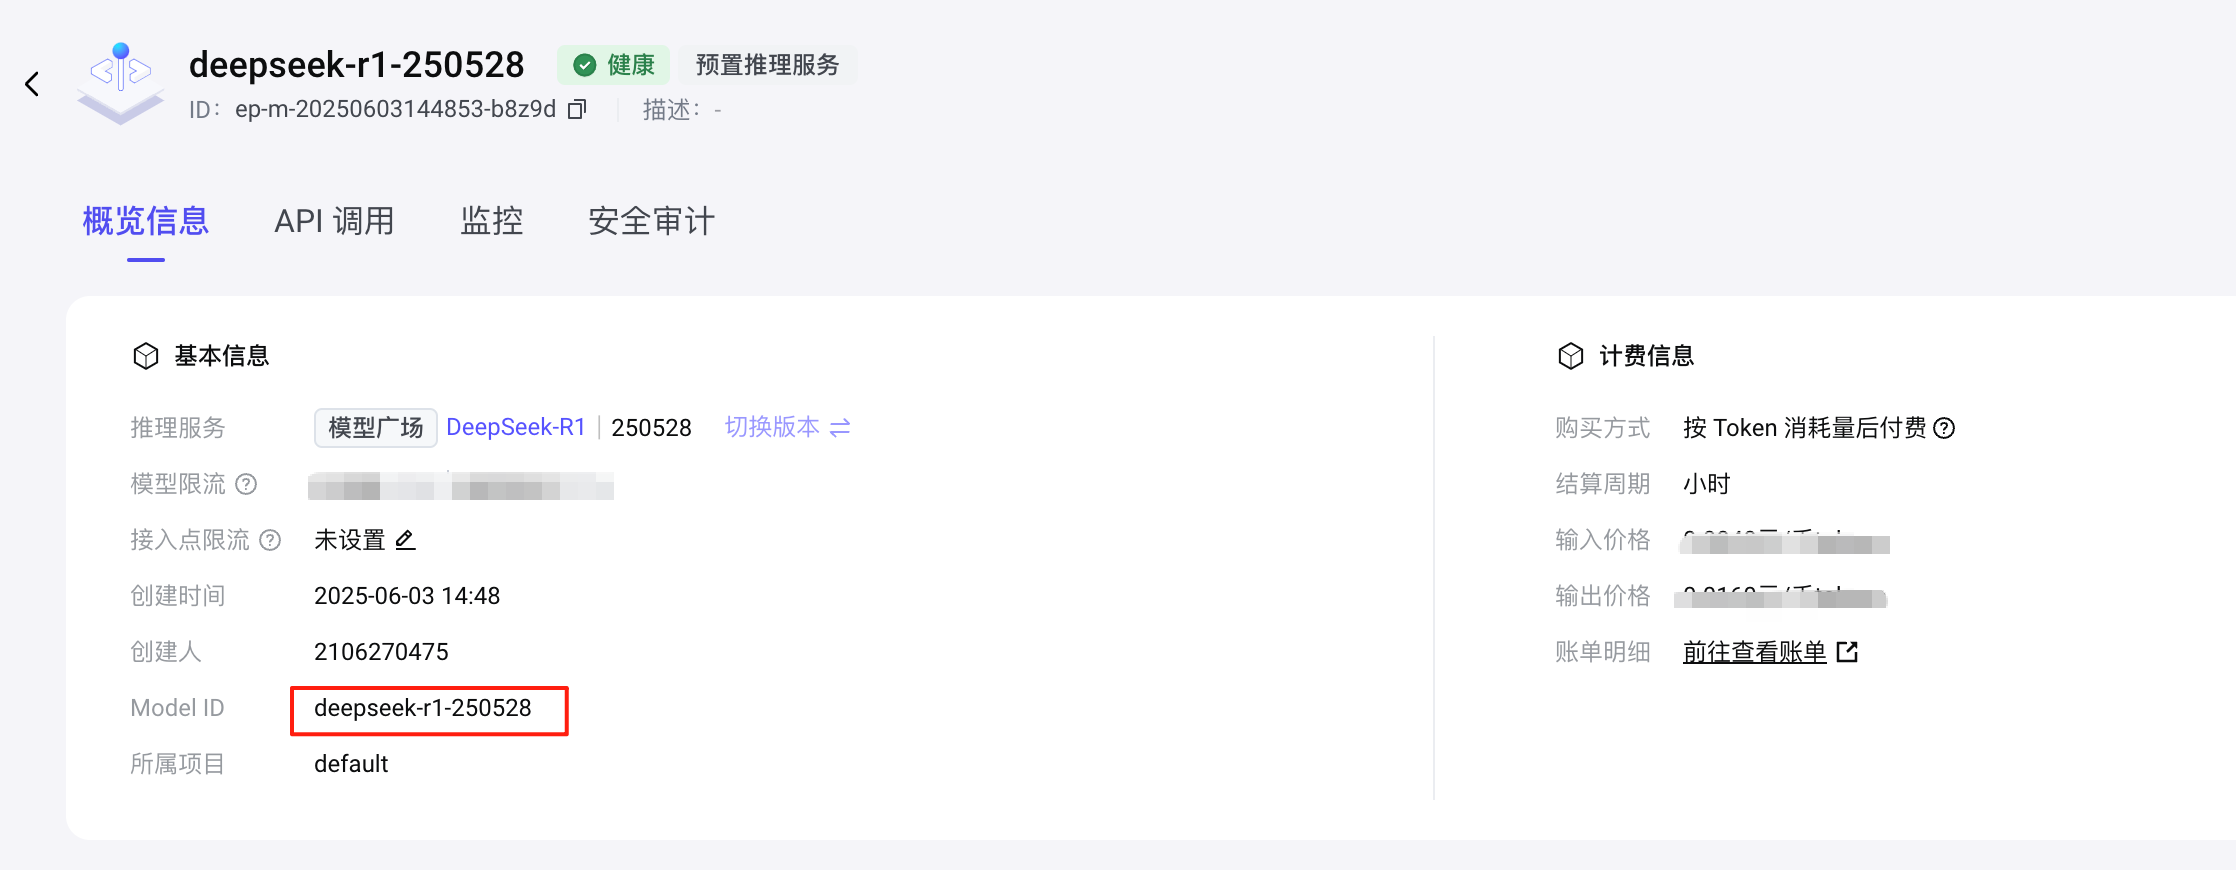 deepseek-r1-250528 健康 预置推理服务
ID： ep-m-20250603144853-b8z9d 描述： -
概览信息 API 调用 监控 安全审计
基本信息
推理服务 模型广场 DeepSeek-R1 250528 切换版本
模型限流
接入点限流 未设置
创建时间 2025-06-03 14:48
创建人 2106270475
Model ID deepseek-r1-250528
所属项目 default
计费信息
购买方式 按 Token 消耗量后付费
结算周期 小时
输入价格
输出价格
账单明细 前往查看账单